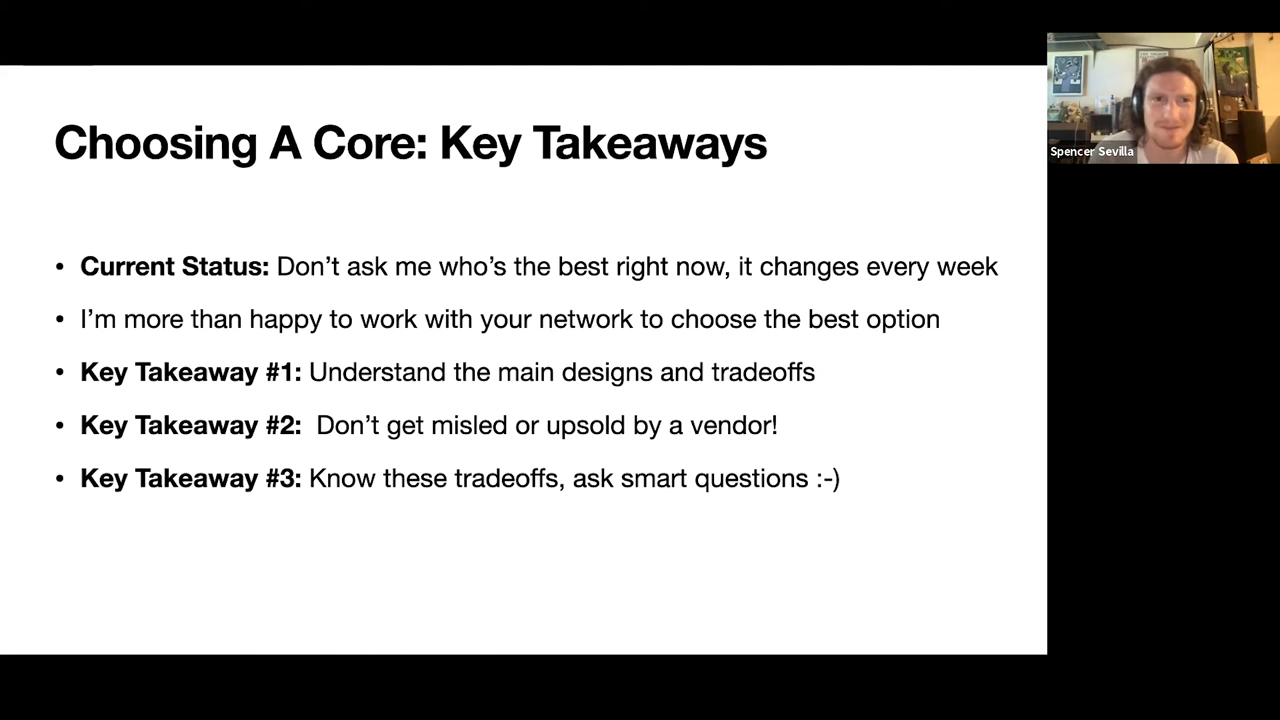 Choosing A Core: Key Takeaways
• Current Status: Don’t ask me who’s the best right now, it changes every week
• I’m more than happy to work with your network to choose the best option
• Key Takeaway #1: Understand the main designs and tradeoffs
• Key Takeaway #2:  Don’t get misled or upsold by a vendor!
• Key Takeaway #3: Know these tradeoffs, ask smart questions :-)
Spencer Sevilla